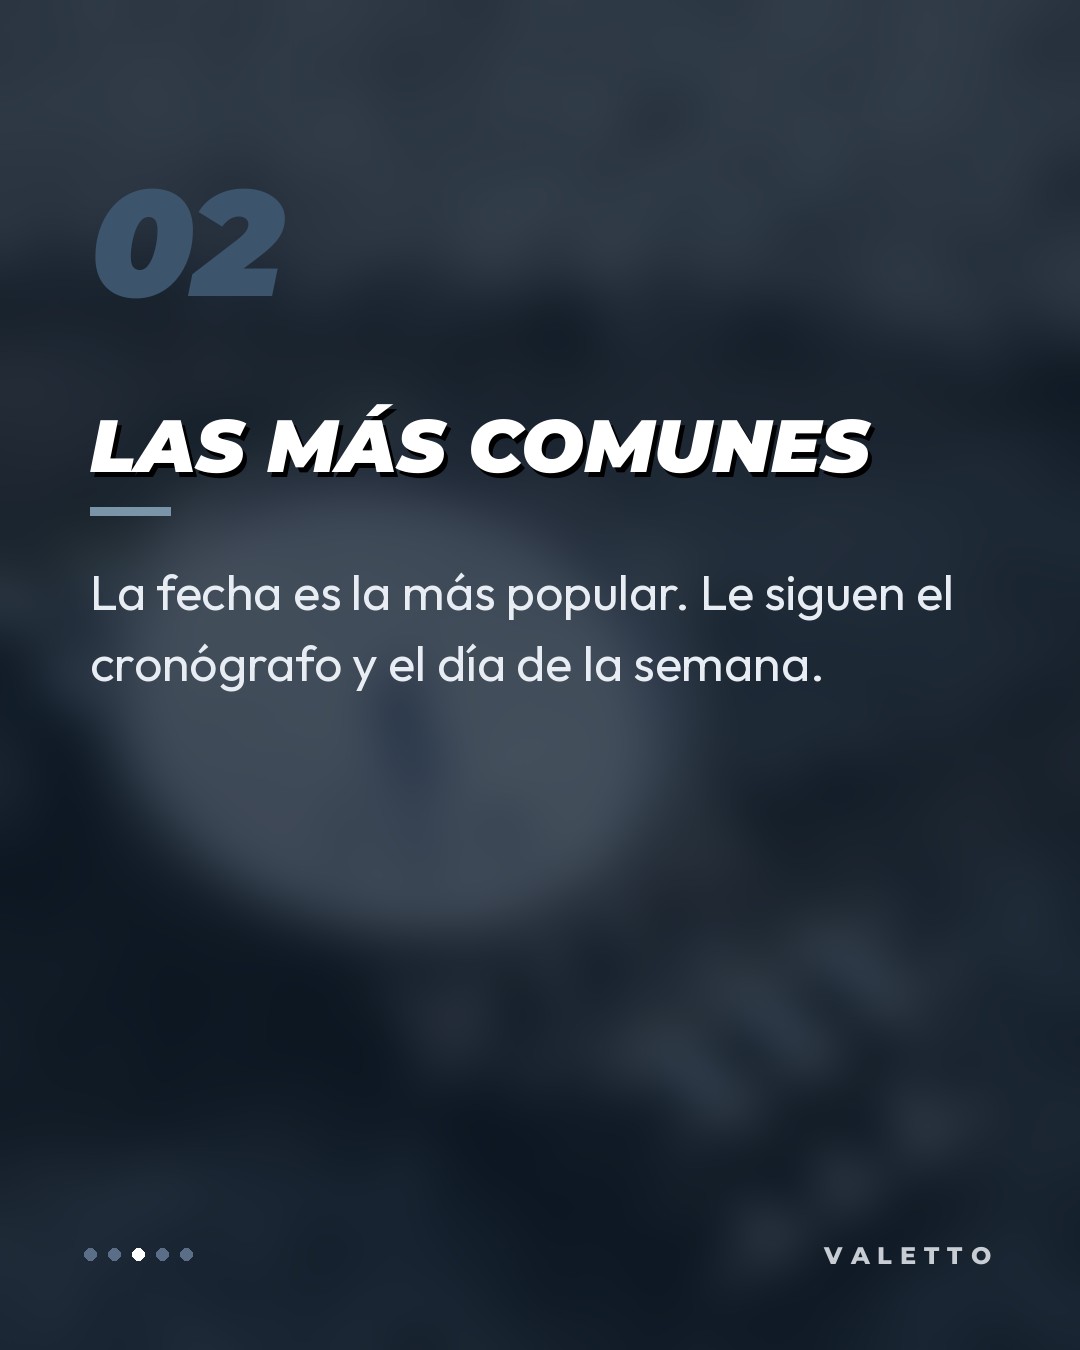 02
LAS MÁS COMUNES
La fecha es la más popular. Le siguen el
cronógrafo y el día de la semana.
VALETTO